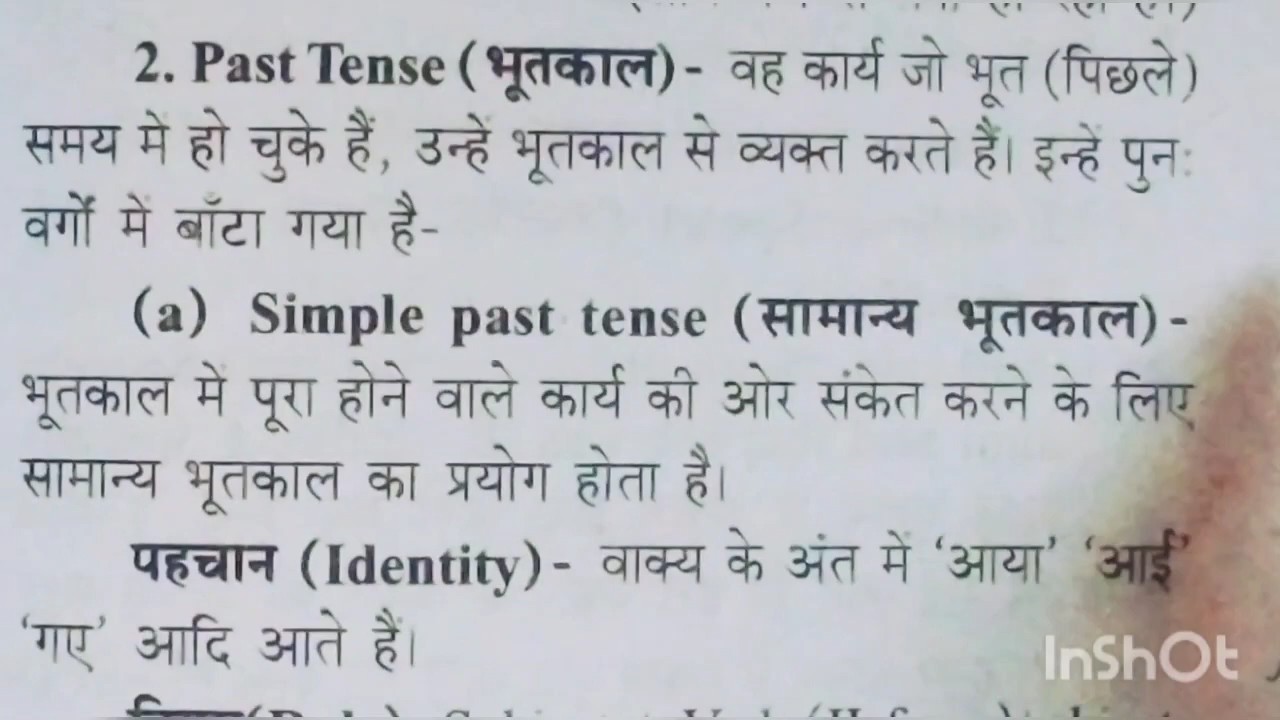 2. Past Tense (भूतकाल)- वह कार्य जो भूत (पिछले)
समय में हो चुके हैं, उन्हें भूतकाल से व्यक्त करते हैं। इन्हें पुनः
वर्गों में बाँटा गया है-
(a) Simple past tense (सामान्य भूतकाल)-
भूतकाल में पूरा होने वाले कार्य की ओर संकेत करने के लिए
सामान्य भूतकाल का प्रयोग होता है।
पहचान (Identity)- वाक्य के अंत में ‘आया’ ‘आई’
‘गए’ आदि आते हैं।
InShOt